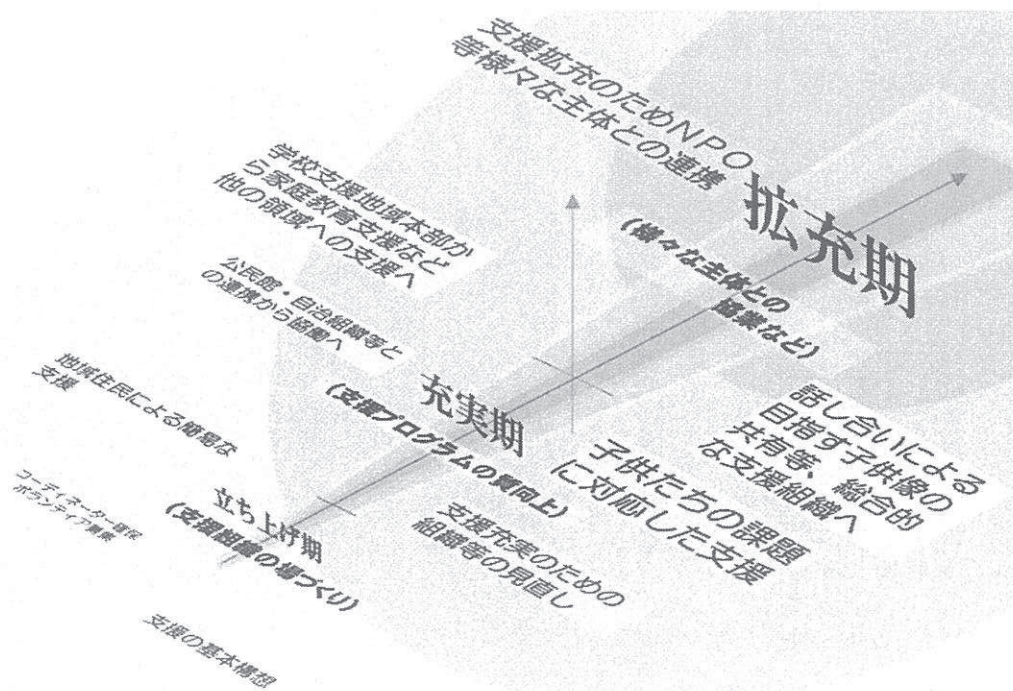 支援拡充のためNPO
等様々な主体との連携
拡充期
(様々な主体との
協業など)
学校支援地域本部か
ら家庭教育支援など
他の領域への支援へ
公民館・自治組織等と
の連携から協働へ
充実期
(支援プログラムの質向上)
話し合いによる
目指す子供像の
共有等、総合的
な支援組織へ
子供たちの課題
に対応した支援
支援充実のための
組織等の見直し
地域住民による簡易な
支援
立ち上げ期
(支援組織の場づくり)
コーディネーター
ボランティア
支援の基本構想